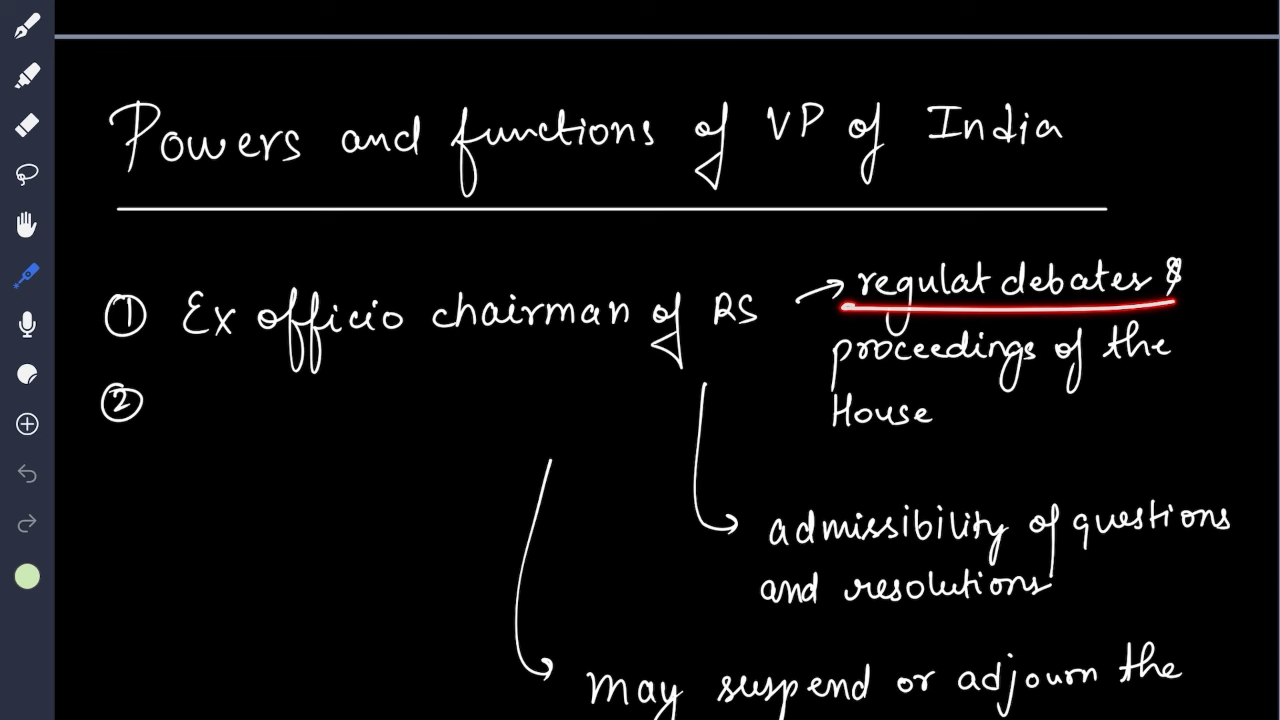 Powers and functions of VP of India
① Ex officio chairman of RS → regulat debates &
proceedings of the
House
②
admissibility of questions
and resolutions
may suspend or adjourn the